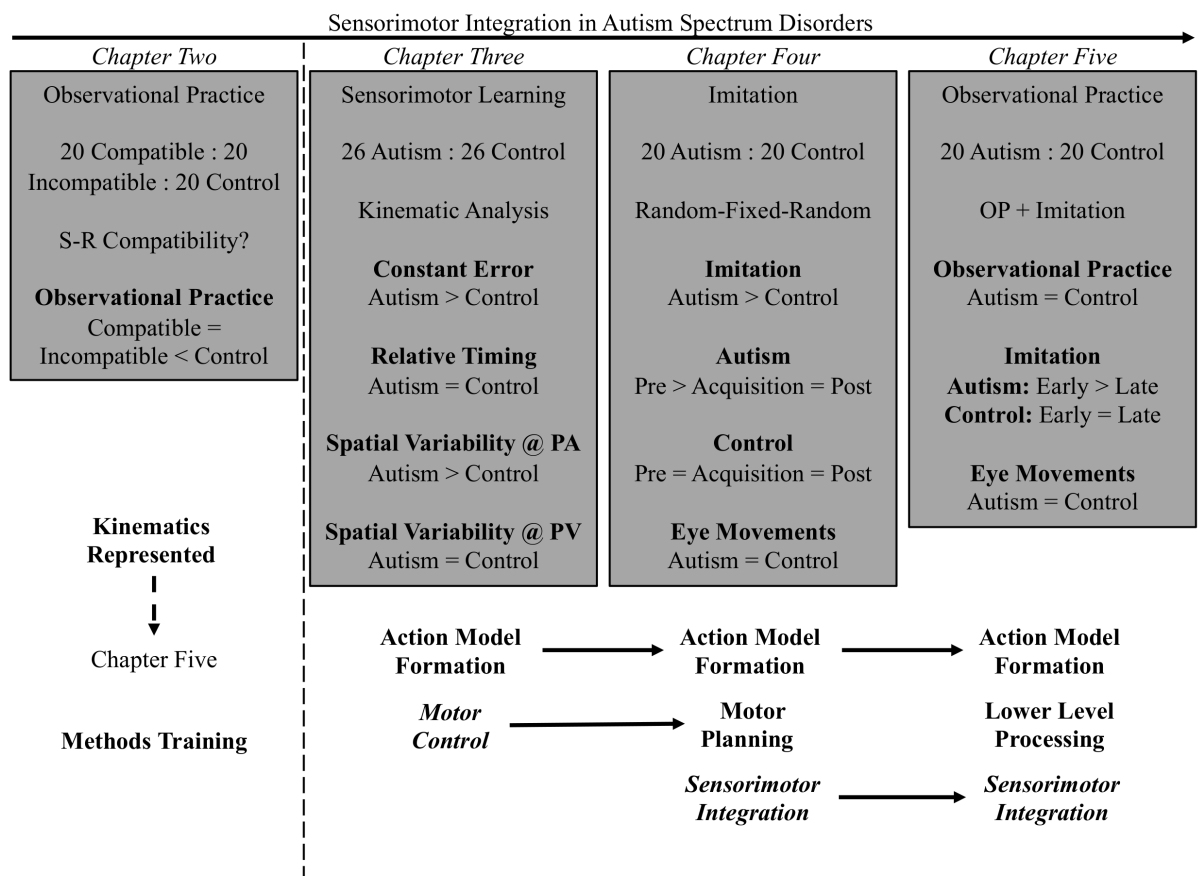 Sensorimotor Integration in Autism Spectrum Disorders
Chapter Two
Observational Practice
20 Compatible : 20
Incompatible : 20 Control
S-R Compatibility?
Observational Practice
Compatible =
Incompatible < Control
Kinematics
Represented
Chapter Five
Methods Training
Chapter Three
Sensorimotor Learning
26 Autism : 26 Control
Kinematic Analysis
Constant Error
Autism > Control
Relative Timing
Autism = Control
Spatial Variability @ PA
Autism > Control
Spatial Variability @ PV
Autism = Control
Chapter Four
Imitation
20 Autism : 20 Control
Random-Fixed-Random
Imitation
Autism > Control
Autism
Pre > Acquisition = Post
Control
Pre = Acquisition = Post
Eye Movements
Autism = Control
Chapter Five
Observational Practice
20 Autism : 20 Control
OP + Imitation
Observational Practice
Autism = Control
Imitation
Autism: Early > Late
Control: Early = Late
Eye Movements
Autism = Control
Action Model
Formation
Action Model
Formation
Action Model
Formation
Motor
Control
Motor
Planning
Lower Level
Processing
Sensorimotor
Integration
Sensorimotor
Integration